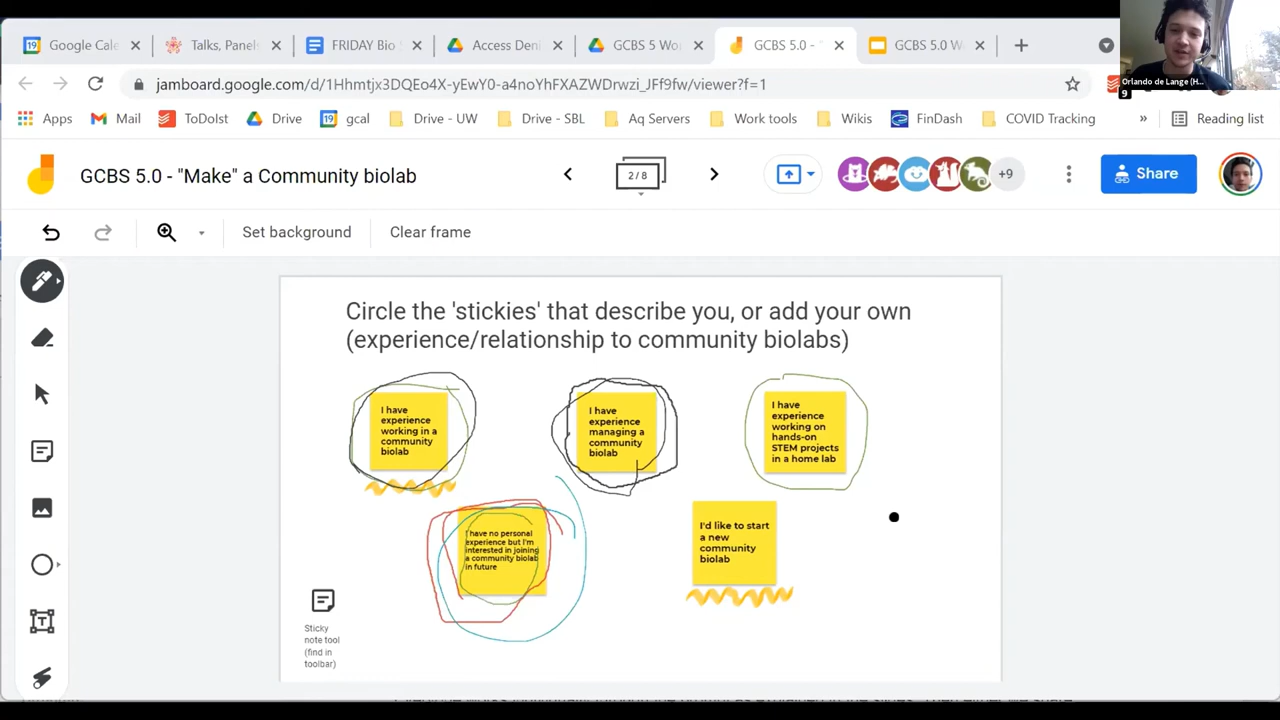 Google Cale
Talks, Panel
FRIDAY Bio S
Access Deni
GCBS 5 Wo
GCBS 5.0 -
GCBS 5.0 W
Orlando de Lange (H...
9
jamboard.google.com/d/1Hhmtjx3DQEo4X-yFwY0-a4noYhFXAZWDrwzi_JFf9fw/viewer?f=1
Apps
Mail
ToDoIst
Drive
gcal
Drive - UW
Drive - SBL
Aq Servers
Work tools
Wikis
FinDash
COVID Tracking
»
Reading list
GCBS 5.0 - "Make" a Community biolab
2 / 8
+9
Share
Set background
Clear frame
Circle the 'stickies' that describe you, or add your own
(experience/relationship to community biolabs)
I have
experience
working in a
community
biolab
I have
experience
managing a
community
biolab
I have
experience
working on
hands-on
STEM projects
in a home lab
I have no personal
experience but I'm
interested in joining
a community biolab
in future
I'd like to start
a new
community
biolab
Sticky
note tool
(find in
toolbar)